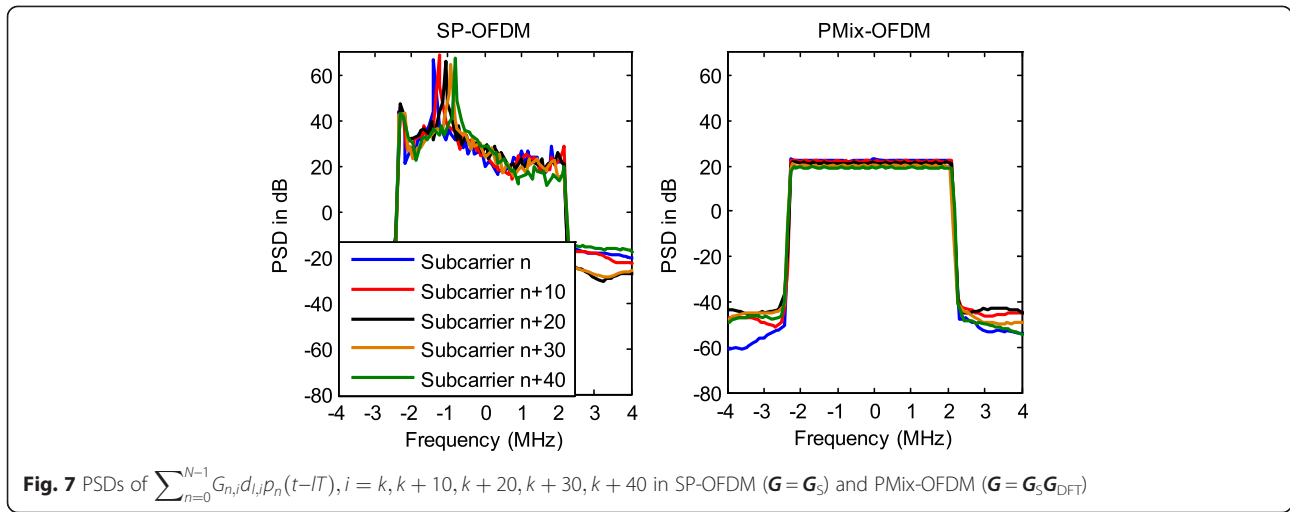 SP-OFDM
PMix-OFDM
PSD in dB
60
40
20
0
-20
-40
-60
-80
Subcarrier n
Subcarrier n+10
Subcarrier n+20
Subcarrier n+30
Subcarrier n+40
-4 -3 -2 -1 0 1 2 3 4
Frequency (MHz)
PSD in dB
60
40
20
0
-20
-40
-60
-80
-4 -3 -2 -1 0 1 2 3 4
Frequency (MHz)
Fig. 7 PSDs of ∑_{n=0}^{N−1} G_{n,i}d_{l,i}p_n(t−lT), i = k, k + 10, k + 20, k + 30, k + 40 in SP-OFDM (G = G_S) and PMix-OFDM (G = G_SG_DFT)